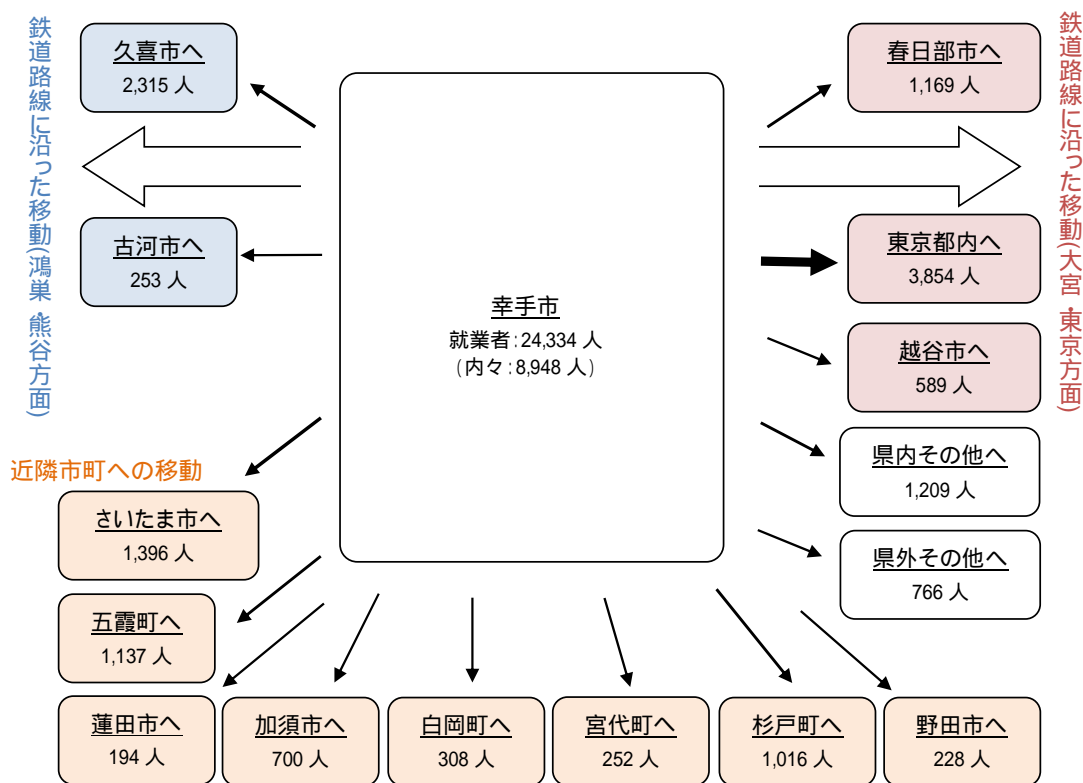 鉄道路線に沿った移動(鴻巣・熊谷方面)
久喜市へ
2,315 人
古河市へ
253 人
幸手市
就業者:24,334 人
(内々:8,948 人)
鉄道路線に沿った移動(大宮・東京方面)
春日部市へ
1,169 人
東京都内へ
3,854 人
越谷市へ
589 人
県内その他へ
1,209 人
県外その他へ
766 人
近隣市町への移動
さいたま市へ
1,396 人
五霞町へ
1,137 人
蓮田市へ
194 人
加須市へ
700 人
白岡町へ
308 人
宮代町へ
252 人
杉戸町へ
1,016 人
野田市へ
228 人